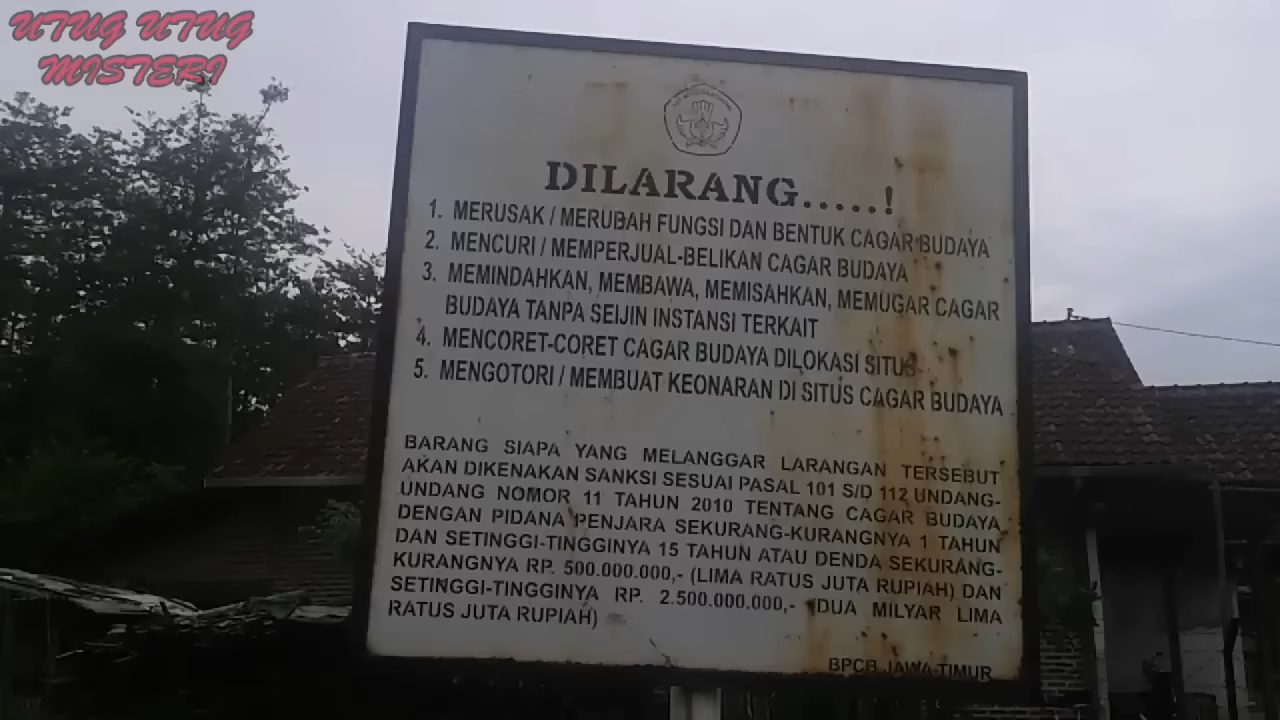 UTUG UTUG
MISTERI
DILARANG.....!
1. MERUSAK / MERUBAH FUNGSI DAN BENTUK CAGAR BUDAYA
2. MENCURI / MEMPERJUAL-BELIKAN CAGAR BUDAYA
3. MEMINDAHKAN, MEMBAWA, MEMISAHKAN, MEMUGAR CAGAR
BUDAYA TANPA SEIJIN INSTANSI TERKAIT
4. MENCORET-CORET CAGAR BUDAYA DILOKASI SITUS
5. MENGOTORI / MEMBUAT KEONARAN DI SITUS CAGAR BUDAYA
BARANG SIAPA YANG MELANGGAR LARANGAN TERSEBUT
AKAN DIKENAKAN SANKSI SESUAI PASAL 101 S/D 112 UNDANG-
UNDANG NOMOR 11 TAHUN 2010 TENTANG CAGAR BUDAYA
DENGAN PIDANA PENJARA SEKURANG-KURANGNYA 1 TAHUN
DAN SETINGGI-TINGGINYA 15 TAHUN ATAU DENDA SEKURANG-
KURANGNYA RP. 500.000.000,- (LIMA RATUS JUTA RUPIAH) DAN
SETINGGI-TINGGINYA RP. 2.500.000.000,- (DUA MILYAR LIMA
RATUS JUTA RUPIAH)
BPCB JAWA-TIMUR